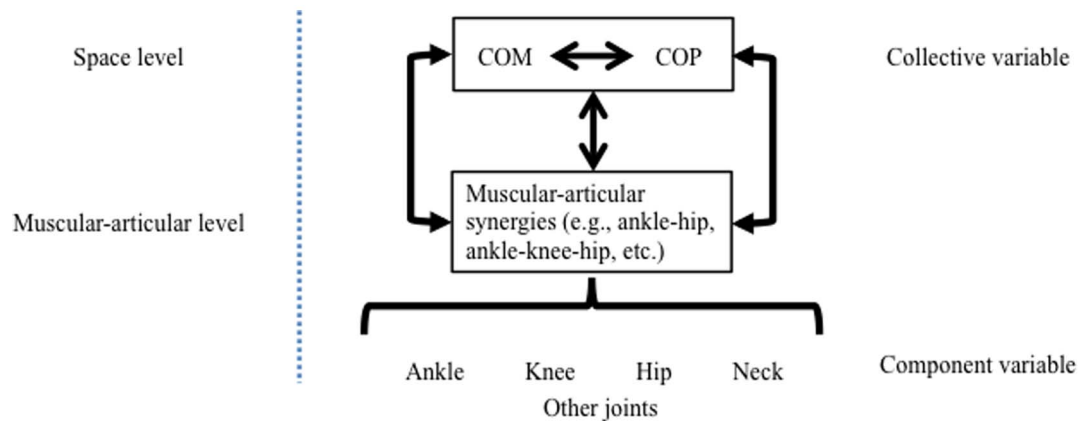 Space level
COM
COP
Collective variable
Muscular-articular level
Muscular-articular
synergies (e.g., ankle-hip,
ankle-knee-hip, etc.)
Ankle
Knee
Hip
Neck
Component variable
Other joints